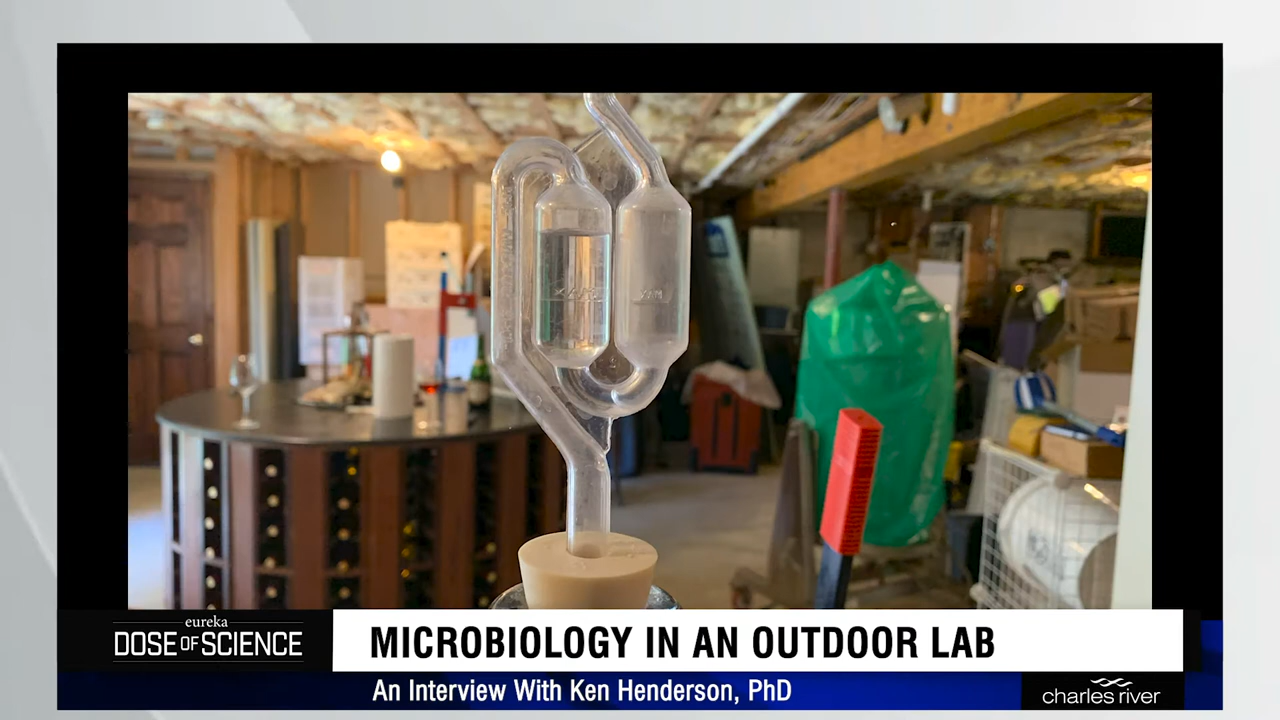 eureka
DOSE OF SCIENCE
MICROBIOLOGY IN AN OUTDOOR LAB
An Interview With Ken Henderson, PhD
charles river